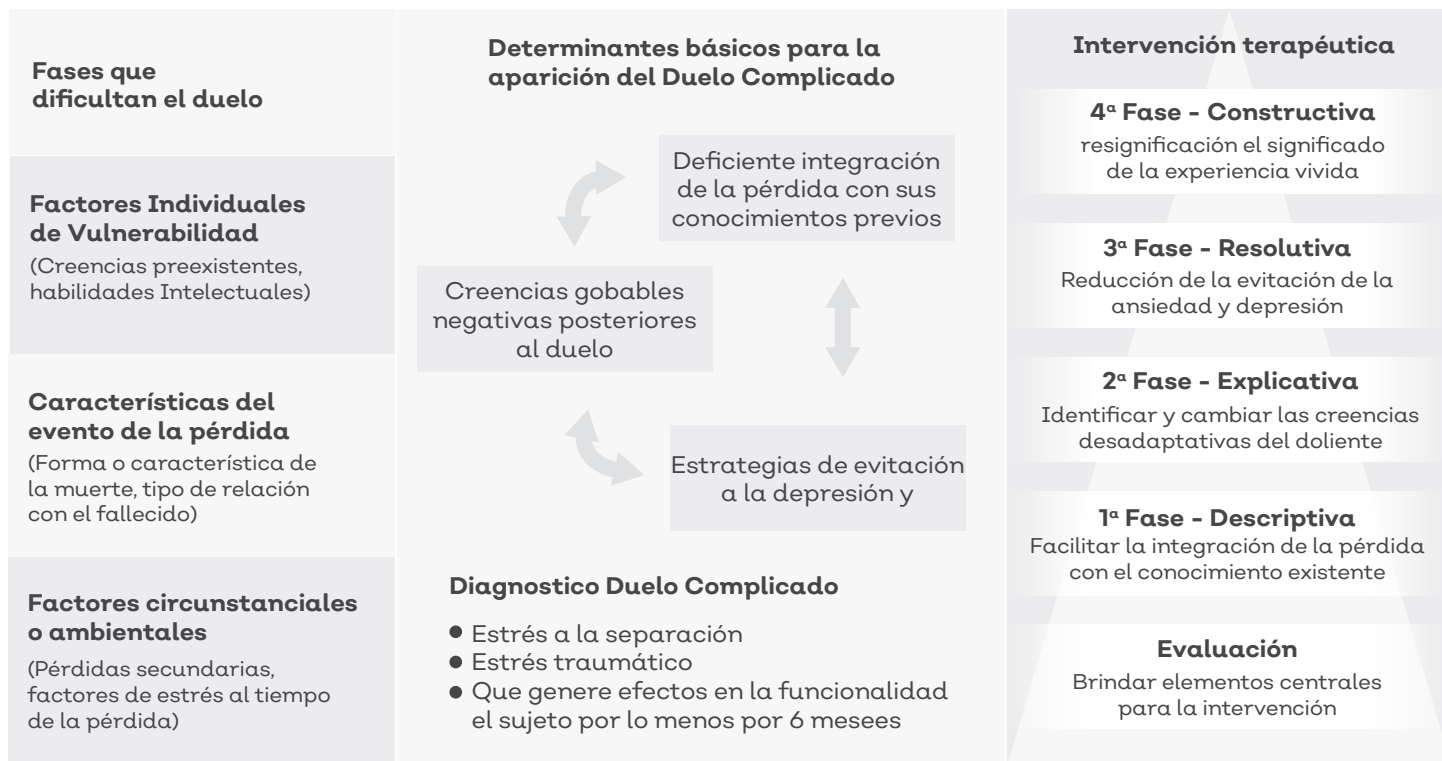 Fases que
dificultan el duelo
Factores Individuales
de Vulnerabilidad
(Creencias preexistentes,
habilidades Intelectuales)
Características del
evento de la pérdida
(Forma o característica de
la muerte, tipo de relación
con el fallecido)
Factores circunstanciales
o ambientales
(Pérdidas secundarias,
factores de estrés al tiempo
de la pérdida)
Determinantes básicos para la
aparición del Duelo Complicado
Deficiente integración
de la pérdida con sus
conocimientos previos
Creencias gobables
negativas posteriores
al duelo
Estrategias de evitación
a la depresión y
Diagnostico Duelo Complicado
● Estrés a la separación
● Estrés traumático
● Que genere efectos en la funcionalidad
el sujeto por lo menos por 6 mesees
Intervención terapéutica
4ª Fase - Constructiva
resignificación el significado
de la experiencia vivida
3ª Fase - Resolutiva
Reducción de la evitación de la
ansiedad y depresión
2ª Fase - Explicativa
Identificar y cambiar las creencias
desadaptativas del doliente
1ª Fase - Descriptiva
Facilitar la integración de la pérdida
con el conocimiento existente
Evaluación
Brindar elementos centrales
para la intervención